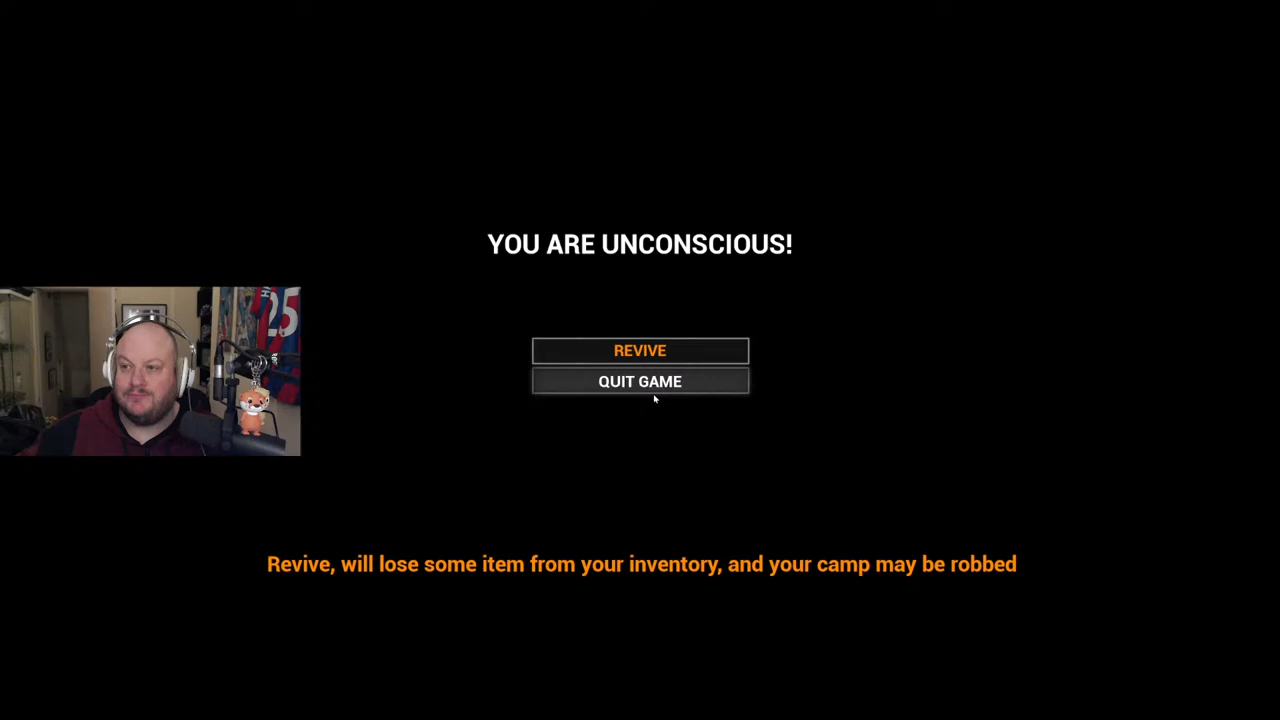 YOU ARE UNCONSCIOUS!
25
REVIVE
QUIT GAME
Revive, will lose some item from your inventory, and your camp may be robbed